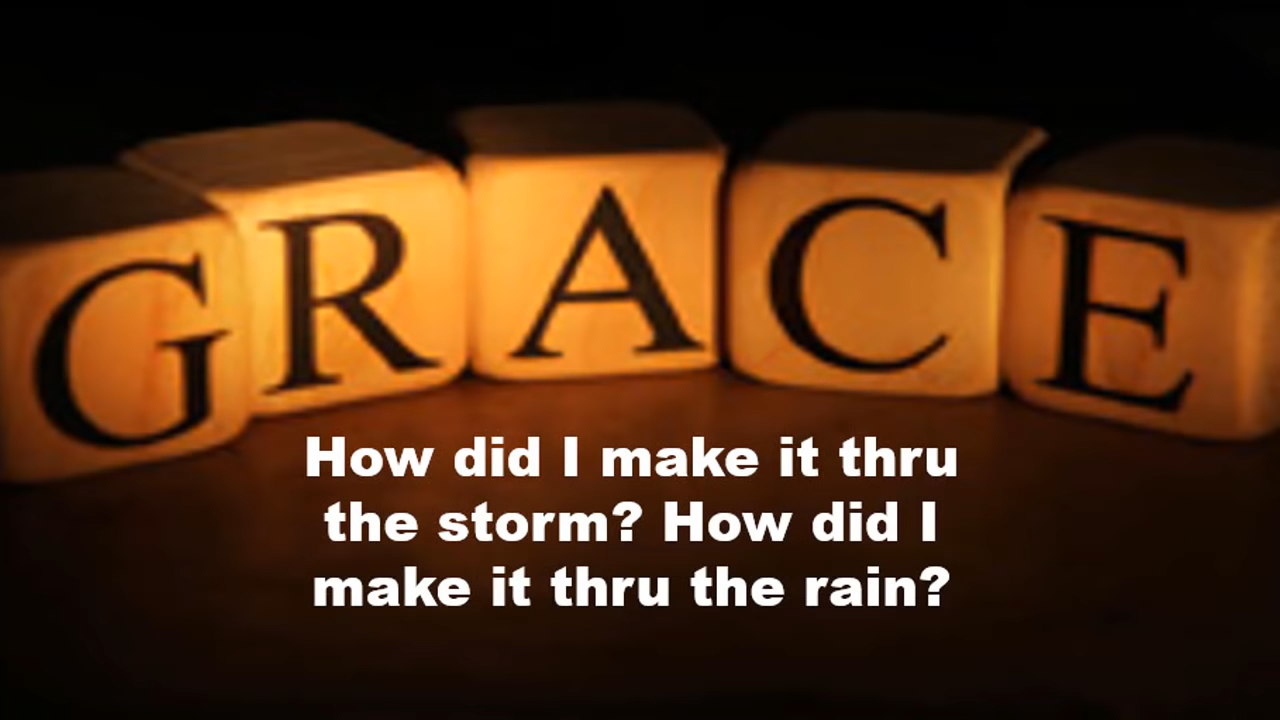 GRACE
How did I make it thru
the storm? How did I
make it thru the rain?